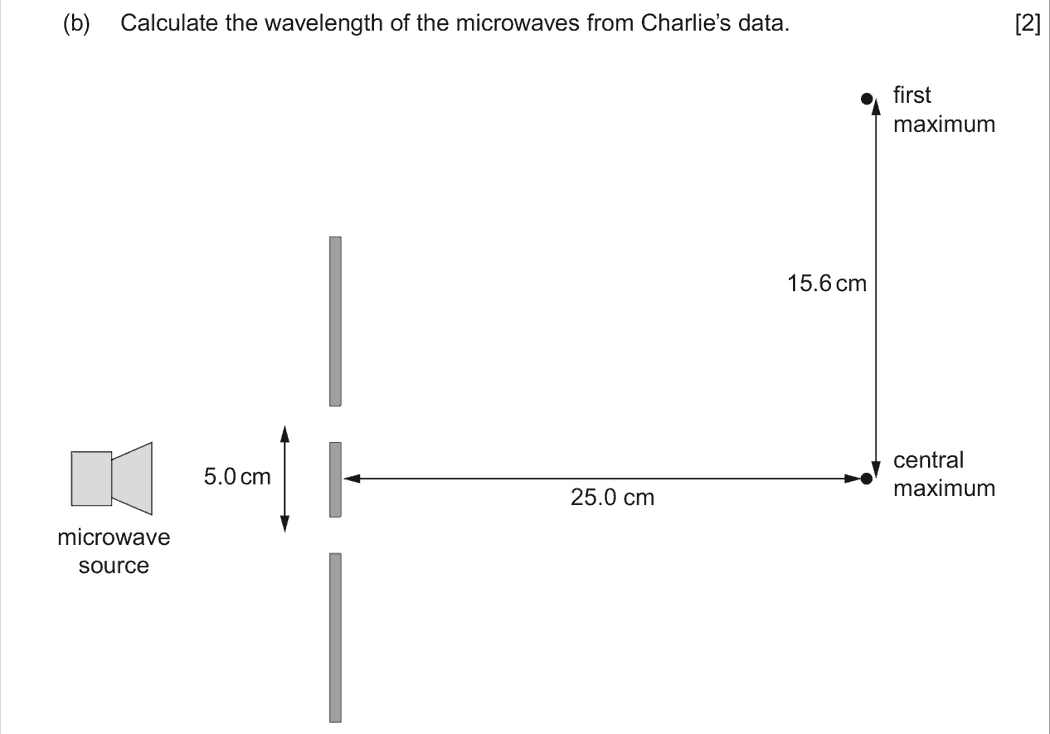 (b) Calculate the wavelength of the microwaves from Charlie's data. [2]
first
maximum
15.6 cm
5.0 cm
central
maximum
25.0 cm
microwave
source